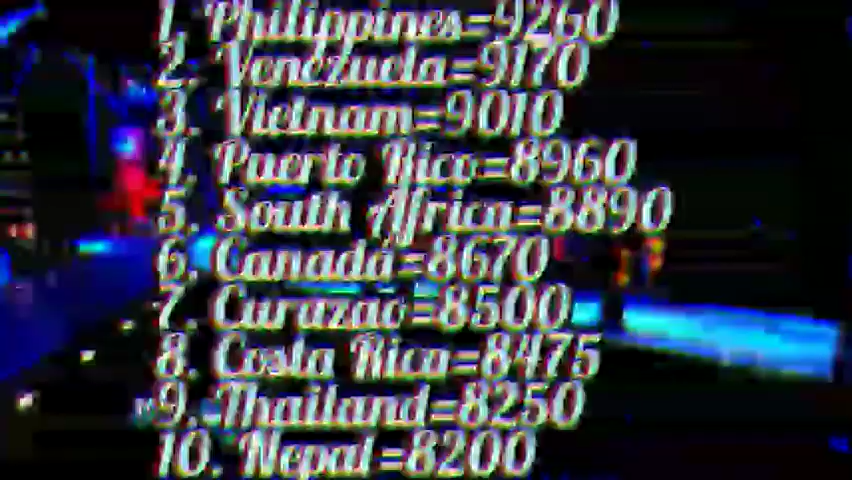 1. Philippines=9260
2. Venezuela=9170
3. Vietnam=9010
4. Puerto Rico=8960
5. South Africa=8890
6. Canadá=8670
7. Curazao=8500
8. Costa Rica=8475
9. Thailand=8250
10. Nepal=8200